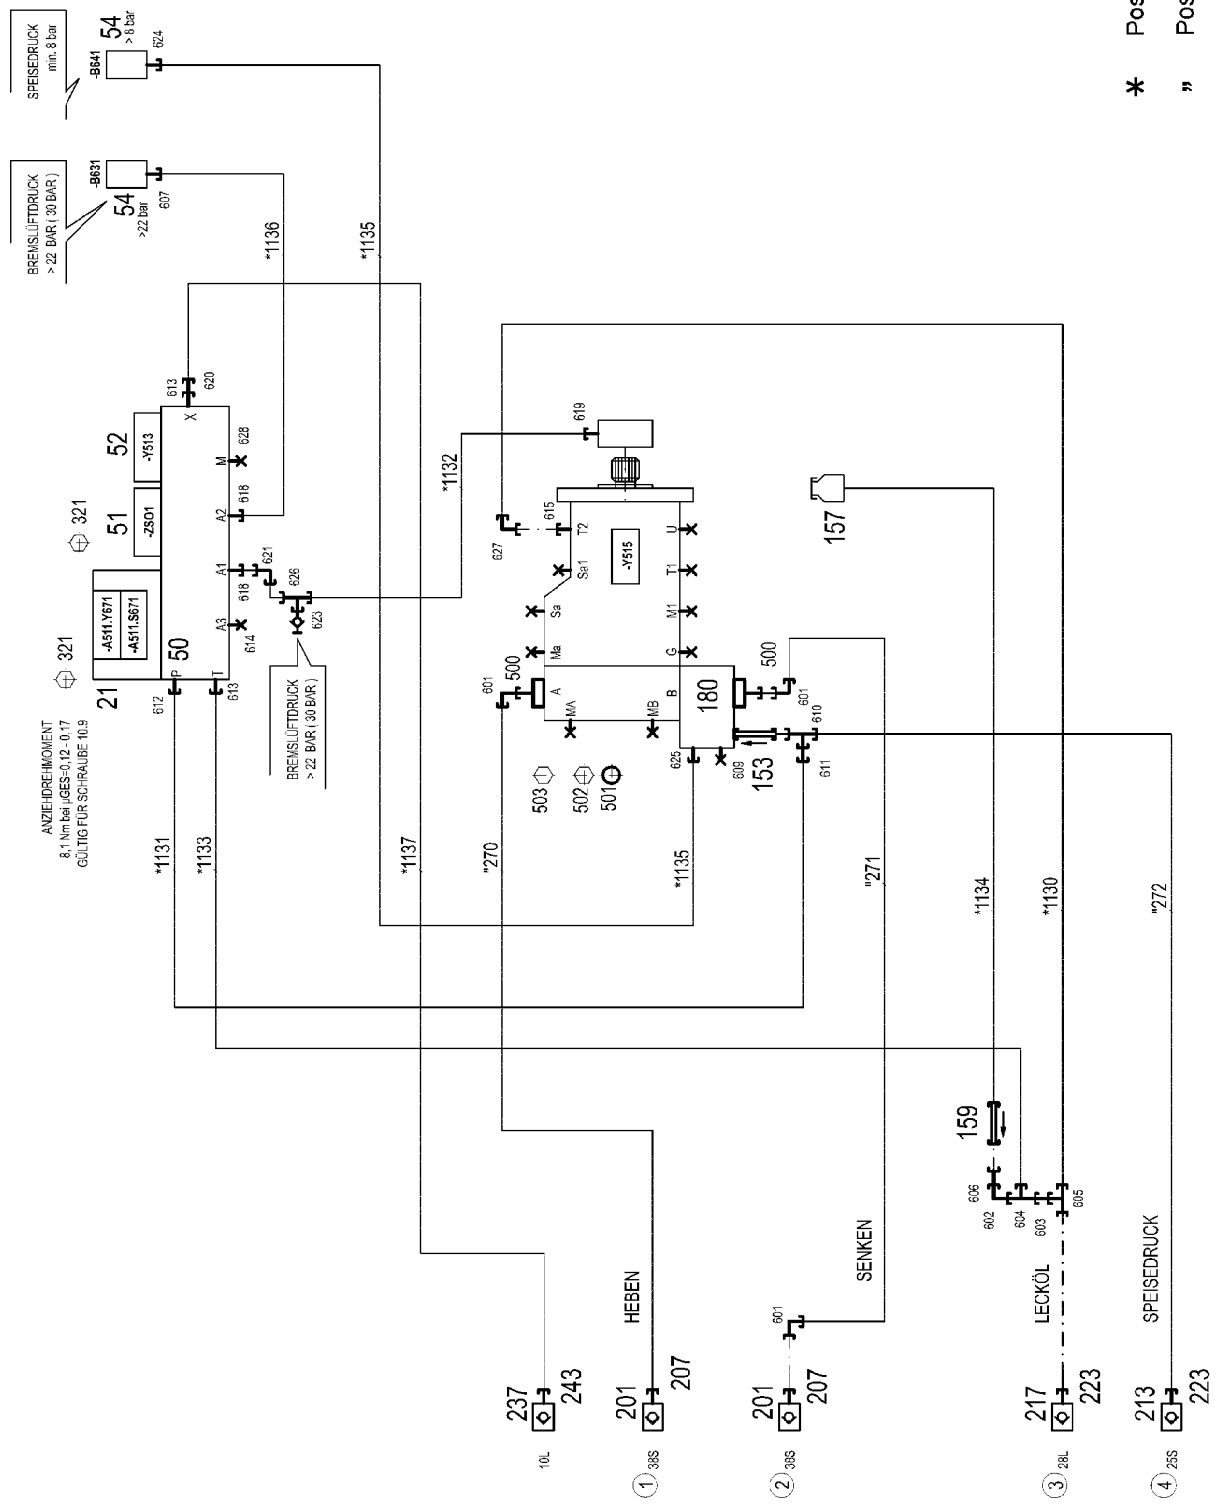 SPEISEDRUCK
min. 8 bar
-B641
54
> 8 bar
624
BREMSLÜFTDRUCK
> 22 BAR ( 30 BAR )
-B631
54
>22 bar
607
*1136
*1135
* Pos
" Pos
613
620
X
52
-Y513
51
-ZSO1
321
M
628
A2
618
A1
618
621
626
623
A3
614
-A511.Y671
-A511.S671
21
50
321
P
612
T
613
ANZIEHDREHMOMENT
8,1 Nm bei µGES=0,12 - 0,17
GÜLTIG FÜR SCHRAUBE 10.9
BREMSLÜFTDRUCK
> 22 BAR ( 30 BAR )
*1132
619
627
615
T2
Sa1
Sa
Ma
-Y515
U
T1
M1
G
601
500
A
B
MA
MB
180
500
601
610
611
625
609
153
503
502
501
157
*1131
*1133
*1137
"270
*1135
"271
*1134
*1130
"272
159
606
602
604
603
605
HEBEN
SENKEN
LECKÖL
SPEISEDRUCK
601
237
243
10L
201
207
1
38S
201
207
2
38S
217
223
3
28L
213
223
4
25S